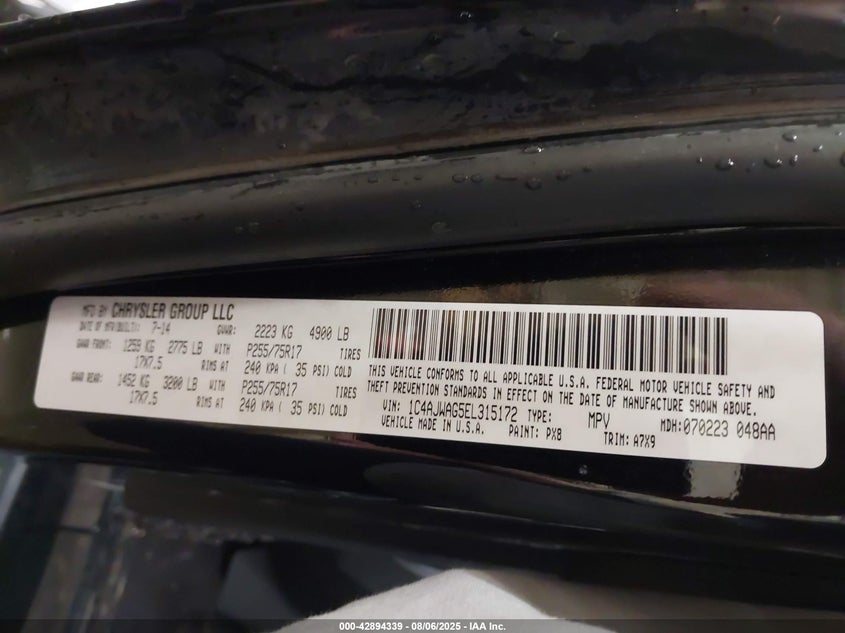 MFD BY CHRYSLER GROUP LLC
DATE OF MFR(BUILT): 7-14 GVWR: 2223 KG 4900 LB
GAWR FRONT: 1259 KG 2775 LB WITH P255/75R17 TIRES
17X7.5 RIMS AT 240 KPA ( 35 PSI) COLD
GAWR REAR: 1452 KG 3200 LB WITH P255/75R17 TIRES
17X7.5 RIMS AT 240 KPA ( 35 PSI) COLD
THIS VEHICLE CONFORMS TO ALL APPLICABLE U.S.A. FEDERAL MOTOR VEHICLE SAFETY AND
THEFT PREVENTION STANDARDS IN EFFECT ON THE DATE OF MANUFACTURE SHOWN ABOVE.
VIN: 1C4AJWAG5EL315172 TYPE: MPV MDH:070223 048AA
VEHICLE MADE IN U.S.A. PAINT: PX8 TRIM: A7X9
000-42894339 - 08/06/2025 - IAA Inc.